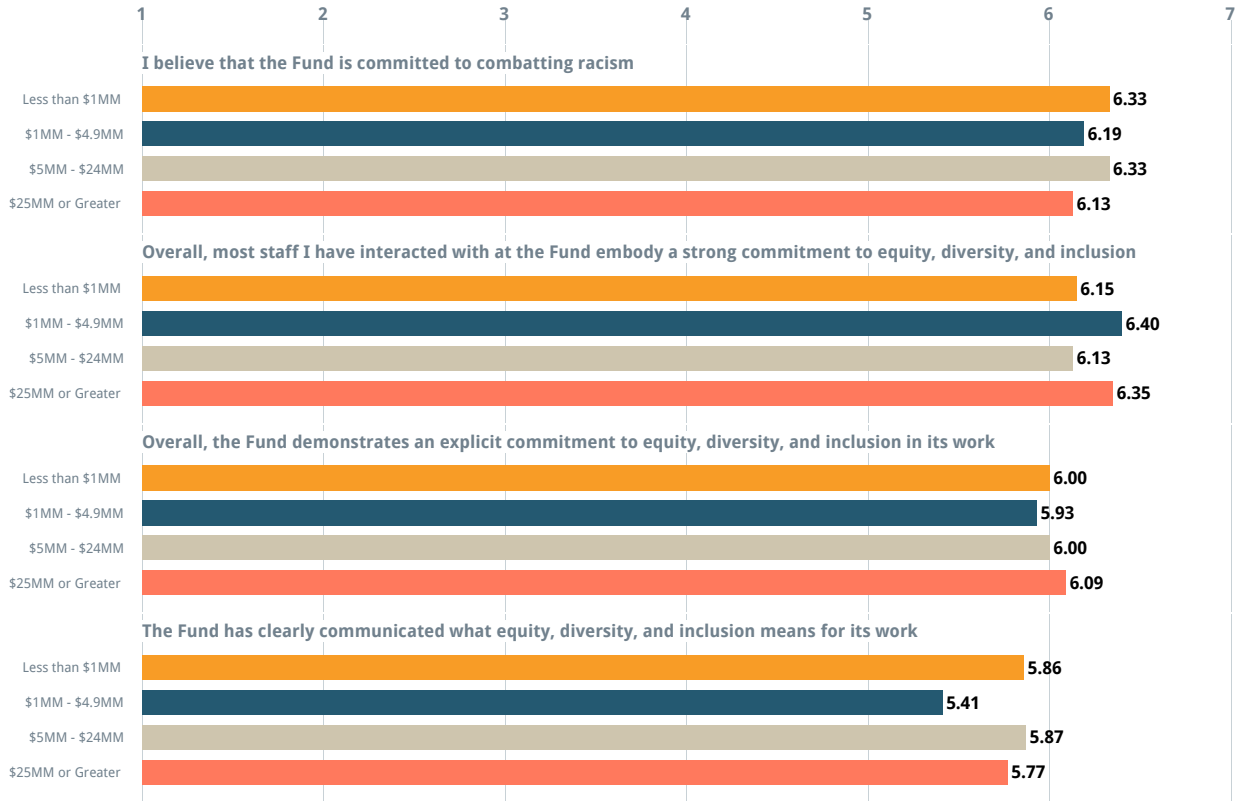 1 2 3 4 5 6 7
I believe that the Fund is committed to combatting racism
Less than $1MM 6.33
$1MM - $4.9MM 6.19
$5MM - $24MM 6.33
$25MM or Greater 6.13
Overall, most staff I have interacted with at the Fund embody a strong commitment to equity, diversity, and inclusion
Less than $1MM 6.15
$1MM - $4.9MM 6.40
$5MM - $24MM 6.13
$25MM or Greater 6.35
Overall, the Fund demonstrates an explicit commitment to equity, diversity, and inclusion in its work
Less than $1MM 6.00
$1MM - $4.9MM 5.93
$5MM - $24MM 6.00
$25MM or Greater 6.09
The Fund has clearly communicated what equity, diversity, and inclusion means for its work
Less than $1MM 5.86
$1MM - $4.9MM 5.41
$5MM - $24MM 5.87
$25MM or Greater 5.77